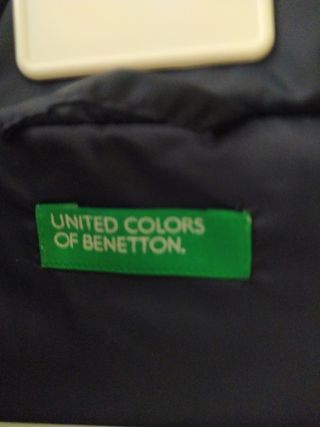 UNITED COLORS
OF BENETTON.